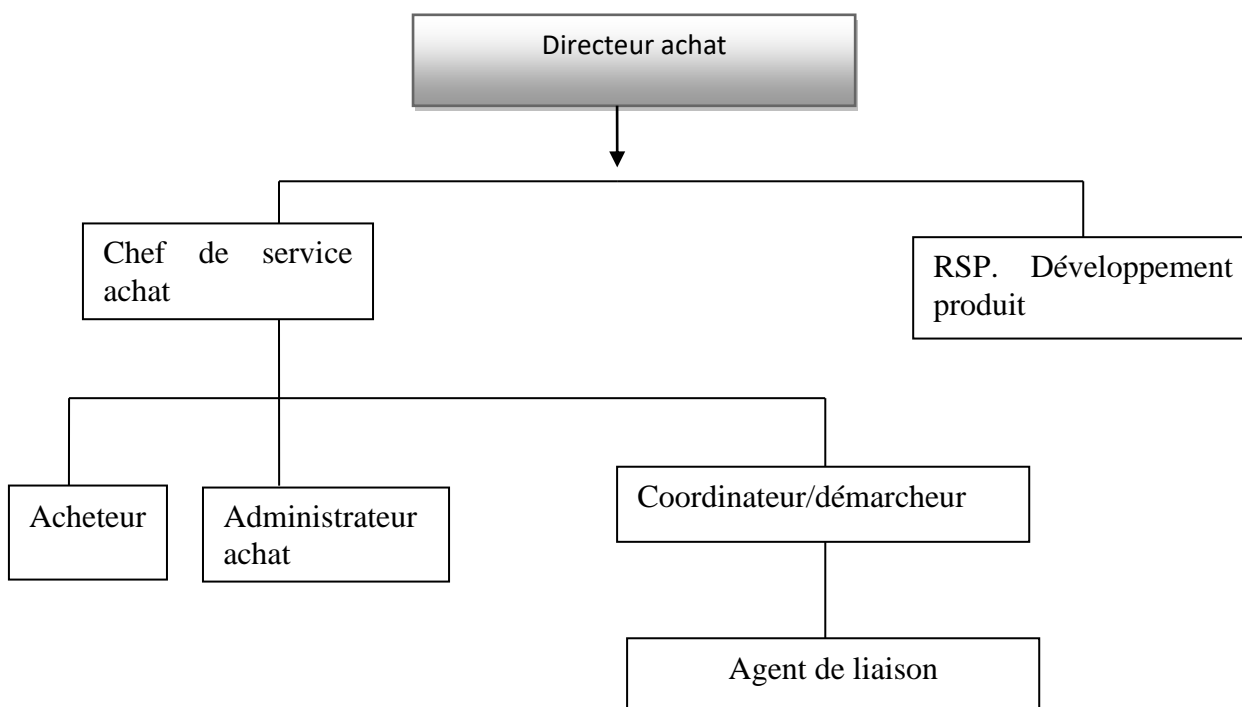 Directeur achat
Chef de service
achat
RSP. Développement
produit
Acheteur
Administrateur
achat
Coordinateur/démarcheur
Agent de liaison